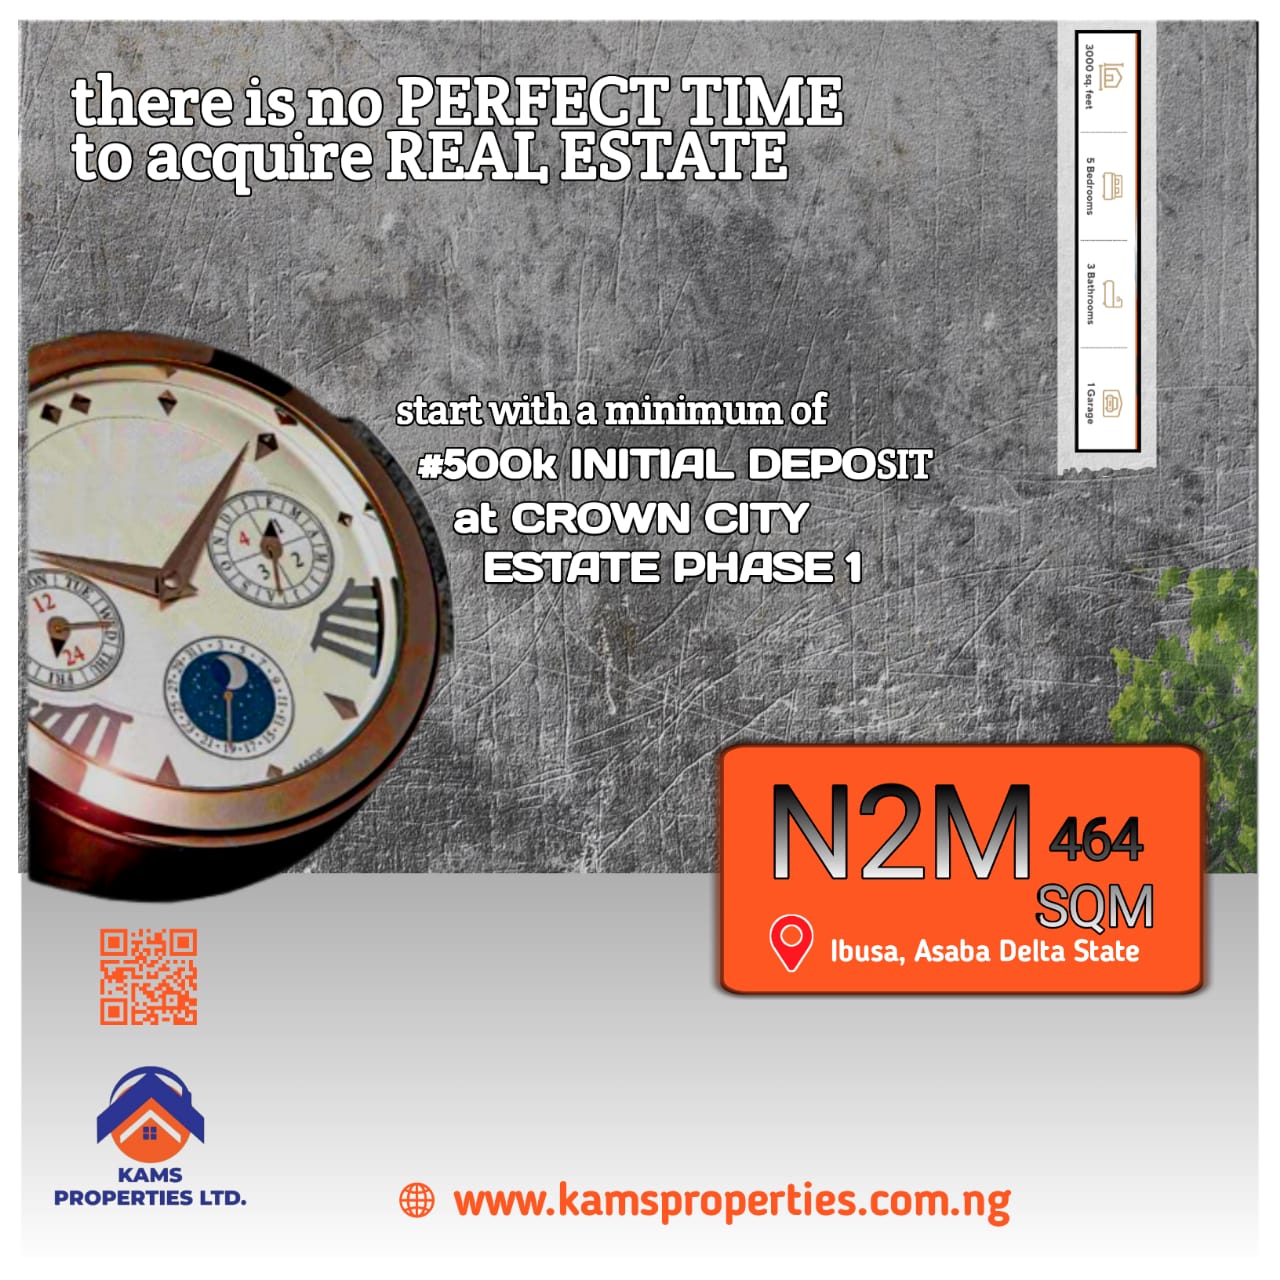 there is no PERFECT TIME
to acquire REAL ESTATE
3000 sq. feet
5 Bedrooms
3 Bathrooms
1 Garage
start with a minimum of
#500k INITIAL DEPOSIT
at CROWN CITY
ESTATE PHASE 1
N2M 464
SQM
Ibusa, Asaba Delta State
KAMS
PROPERTIES LTD.
www.kamsproperties.com.ng